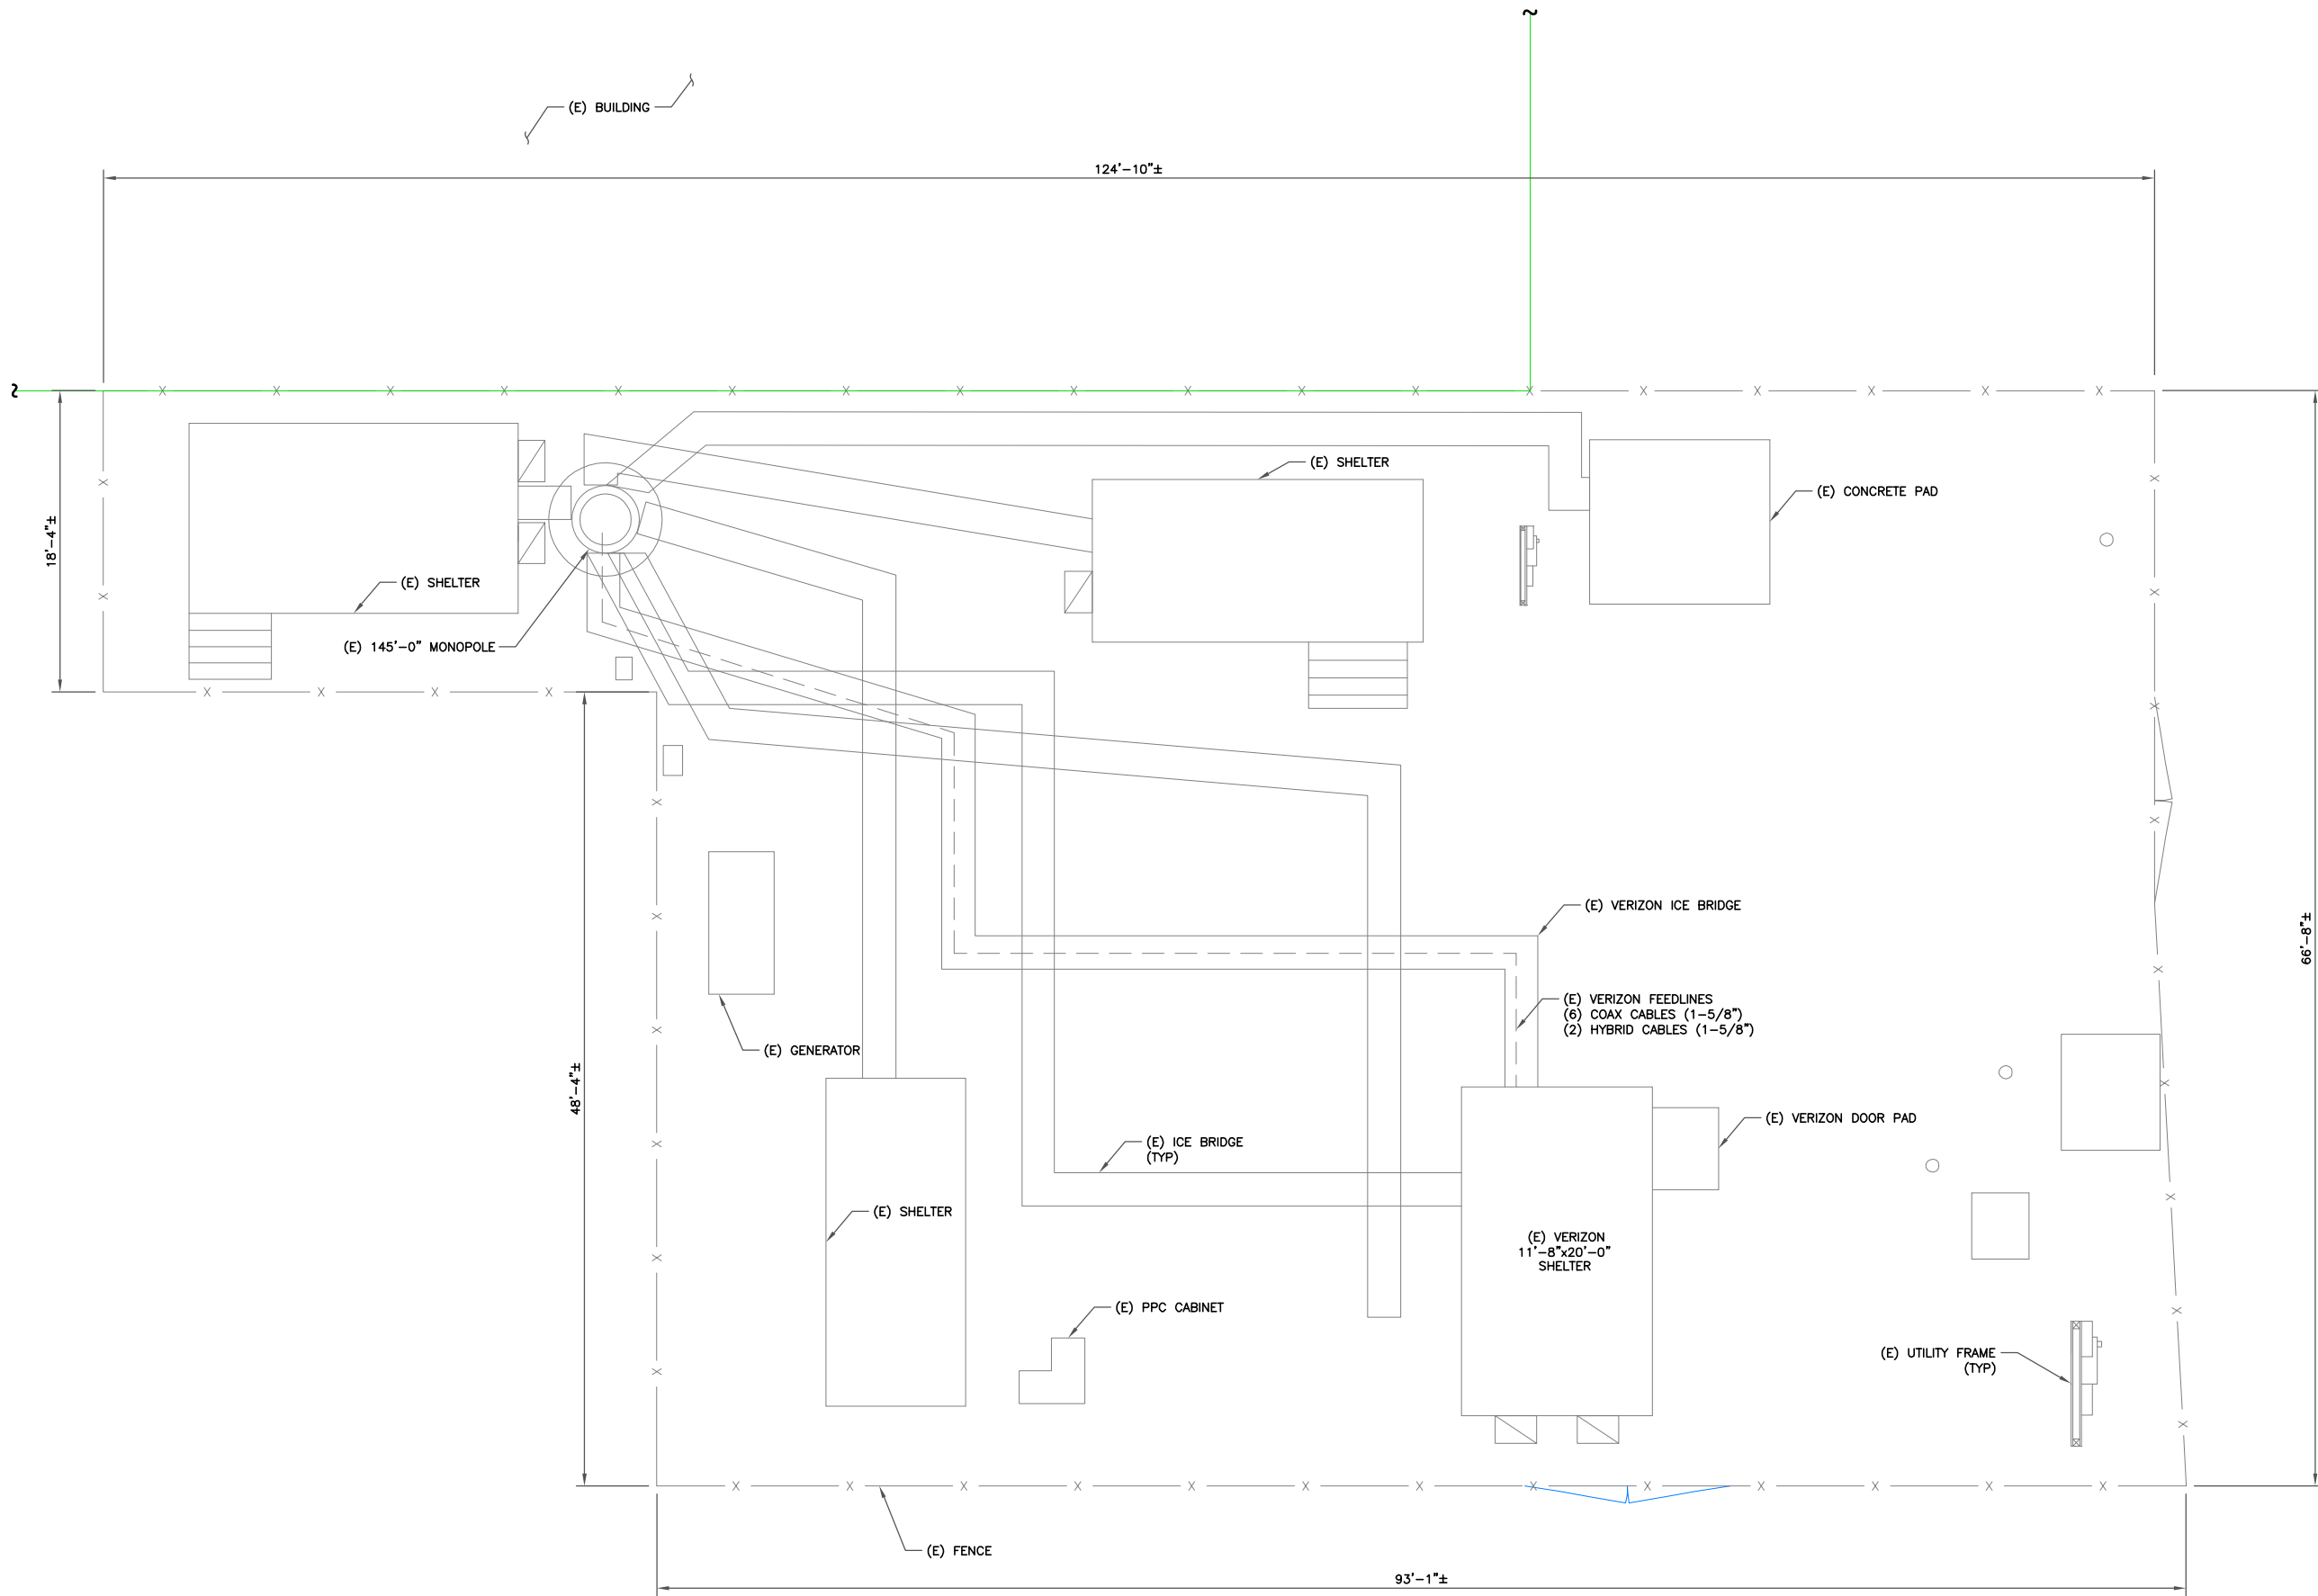 (E) BUILDING
124'-10"±
(E) SHELTER
(E) CONCRETE PAD
18'-4"±
(E) SHELTER
(E) 145'-0" MONOPOLE
(E) VERIZON ICE BRIDGE
66'-8"±
(E) VERIZON FEEDLINES
(6) COAX CABLES (1-5/8")
(2) HYBRID CABLES (1-5/8")
(E) GENERATOR
48'-4"±
(E) VERIZON DOOR PAD
(E) ICE BRIDGE
(TYP)
(E) SHELTER
(E) VERIZON
11'-8"x20'-0"
SHELTER
(E) PPC CABINET
(E) UTILITY FRAME
(TYP)
(E) FENCE
93'-1"±